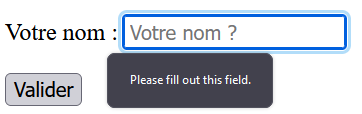 Votre nom : Votre nom ?
Please fill out this field.
Valider